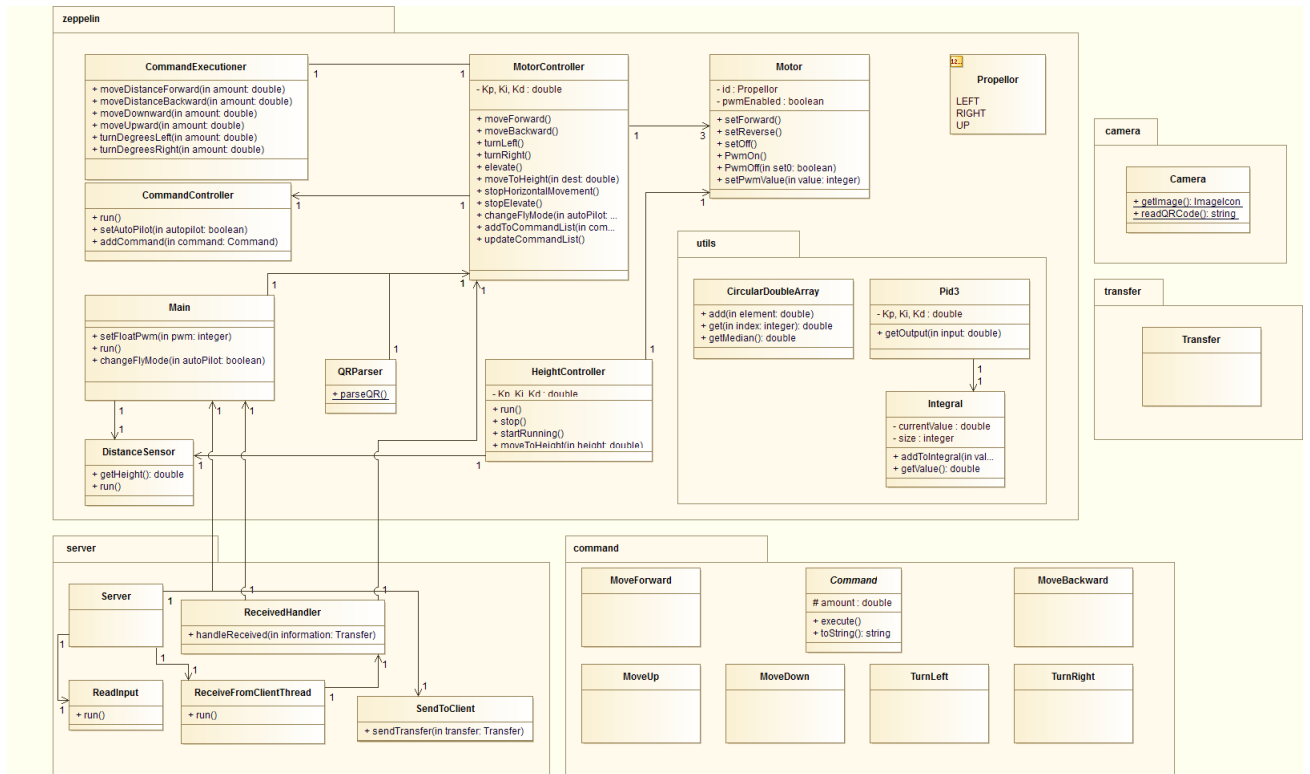 zeppelin
CommandExecutioner
+ moveDistanceForward(in amount: double)
+ moveDistanceBackward(in amount: double)
+ moveDownward(in amount: double)
+ moveUpward(in amount: double)
+ turnDegreesLeft(in amount: double)
+ turnDegreesRight(in amount: double)
1
1
MotorController
- Kp, Ki, Kd : double
+ moveForward()
+ moveBackward()
+ turnLeft()
+ turnRight()
+ elevate()
+ moveToHeight(in dest: double)
+ stopHorizontalMovement()
+ stopElevate()
+ changeFlyMode(in autoPilot: ...
+ addToCommandList(in com...
+ updateCommandList()
1
3
Motor
- id : Propellor
- pwmEnabled : boolean
+ setForward()
+ setReverse()
+ setOff()
+ PwmOn()
+ PwmOff(in set0: boolean)
+ setPwmValue(in value: integer)
1
12...
Propellor
LEFT
RIGHT
UP
CommandController
+ run()
+ setAutoPilot(in autopilot: boolean)
+ addCommand(in command: Command)
1
1
Main
+ setFloatPwm(in pwm: integer)
+ run()
+ changeFlyMode(in autoPilot: boolean)
1
1
1
1
1
1
1
QRParser
+ parseQR()
1
HeightController
- Kp, Ki, Kd : double
+ run()
+ stop()
+ startRunning()
+ moveToHeight(in height: double)
1
DistanceSensor
+ getHeight(): double
+ run()
1
1
utils
CircularDoubleArray
+ add(in element: double)
+ get(in index: integer): double
+ getMedian(): double
Pid3
- Kp, Ki, Kd : double
+ getOutput(in input: double)
1
1
Integral
- currentValue : double
- size : integer
+ addToIntegral(in val...
+ getValue(): double
camera
Camera
+ getImage(): ImageIcon
+ readQRCode(): string
transfer
Transfer
server
Server
1
1
1
1
1
1
ReceivedHandler
+ handleReceived(in information: Transfer)
1
1
ReadInput
+ run()
1
ReceiveFromClientThread
+ run()
1
1
SendToClient
+ sendTransfer(in transfer: Transfer)
1
command
MoveForward
Command
# amount : double
+ execute()
+ toString(): string
MoveBackward
MoveUp
MoveDown
TurnLeft
TurnRight